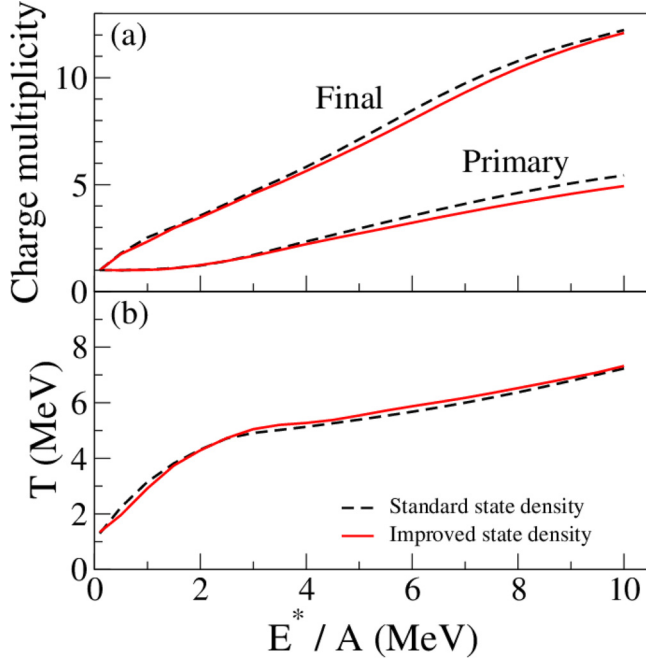 (a)
Charge multiplicity
10
5
0
Final
Primary
(b)
T (MeV)
8
6
4
2
0
Standard state density
Improved state density
0 2 4 6 8 10
E* / A (MeV)